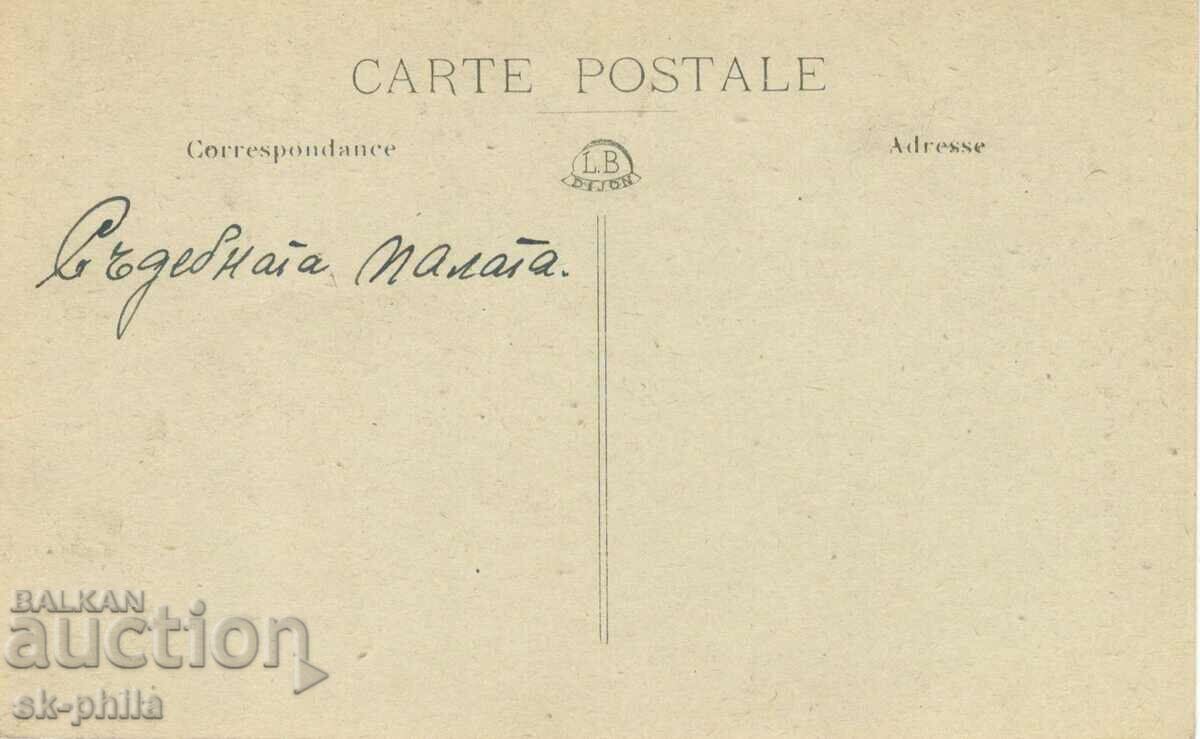 CARTE POSTALE
Correspondance
L.B
DIJON
Adresse
Съдебната палата.
BALKAN
auction
sk-phila